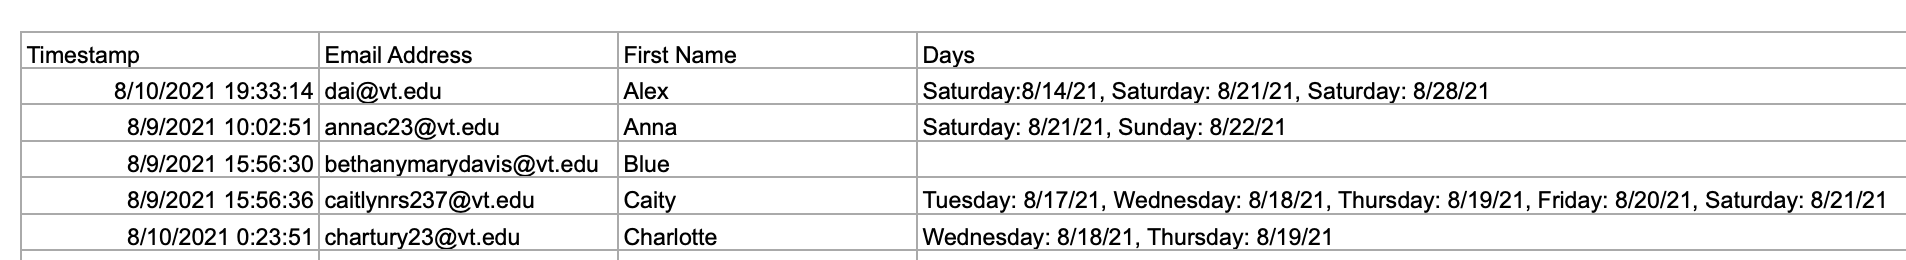 Timestamp Email Address First Name Days
8/10/2021 19:33:14 dai@vt.edu Alex Saturday:8/14/21, Saturday: 8/21/21, Saturday: 8/28/21
8/9/2021 10:02:51 annac23@vt.edu Anna Saturday: 8/21/21, Sunday: 8/22/21
8/9/2021 15:56:30 bethanymarydavis@vt.edu Blue
8/9/2021 15:56:36 caitlynrs237@vt.edu Caity Tuesday: 8/17/21, Wednesday: 8/18/21, Thursday: 8/19/21, Friday: 8/20/21, Saturday: 8/21/21
8/10/2021 0:23:51 chartury23@vt.edu Charlotte Wednesday: 8/18/21, Thursday: 8/19/21